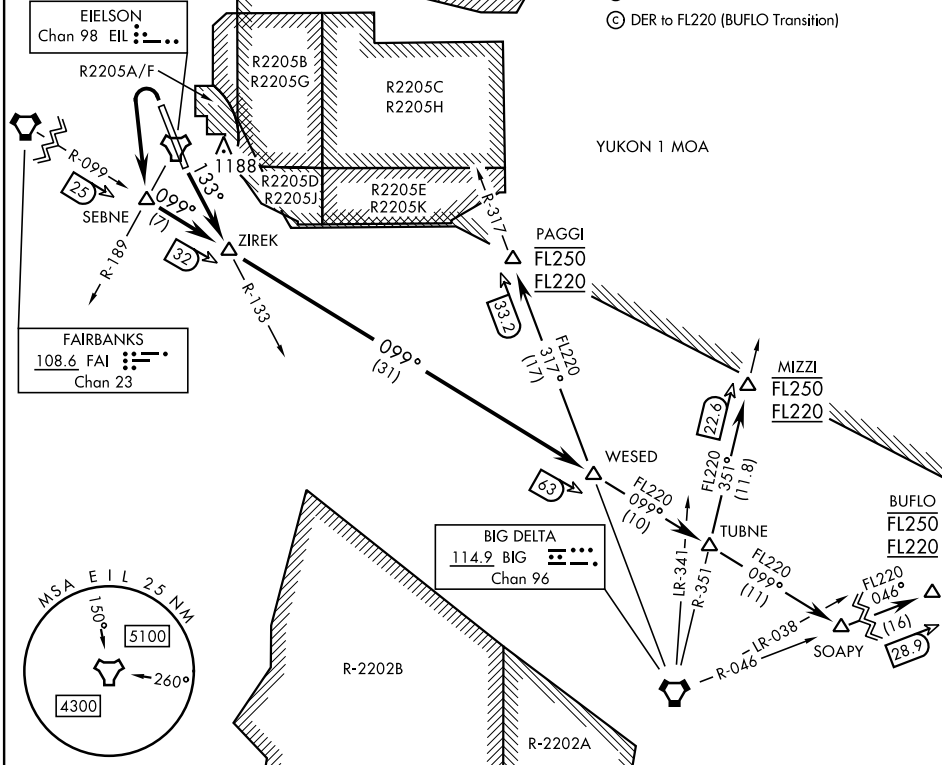 Ⓒ DER to FL220 (BUFLO Transition)
EIELSON
Chan 98 EIL
R2205A/F
R2205B
R2205G
R2205C
R2205H
YUKON 1 MOA
R-099
25
SEBNE
099°
(7)
133°
1188
R2205D
R2205J
R2205E
R2205K
R-317
32
ZIREK
R-189
R-133
PAGGI
FL250
FL220
33.2
FL220
317°
(17)
FAIRBANKS
108.6 FAI
Chan 23
099°
(31)
MIZZI
FL250
FL220
22.6
FL220
351°
(11.8)
WESED
63
FL220
099°
(10)
TUBNE
BUFLO
FL250
FL220
BIG DELTA
114.9 BIG
Chan 96
LR-341
R-351
FL220
099°
(11)
FL220
046°
(16)
LR-038
R-046
SOAPY
28.9
MSA EIL 25 NM
150°
5100
260°
4300
R-2202B
R-2202A